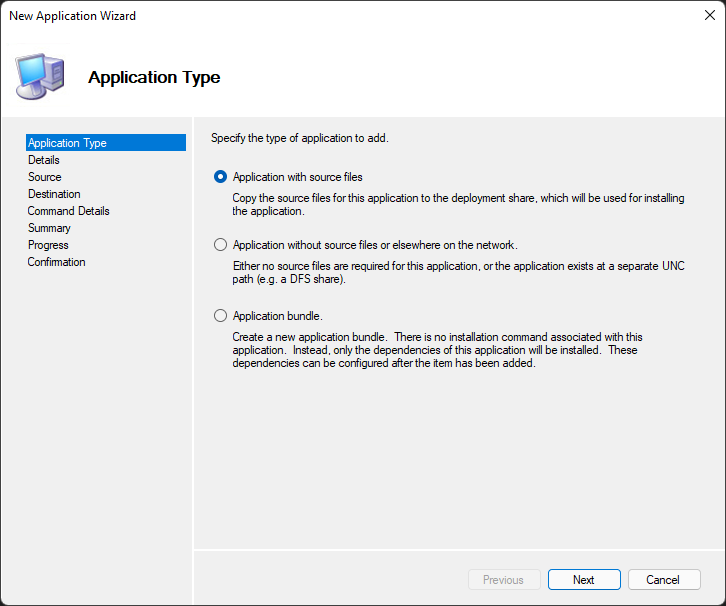 New Application Wizard
Application Type
Application Type
Details
Source
Destination
Command Details
Summary
Progress
Confirmation
Specify the type of application to add.
Application with source files
Copy the source files for this application to the deployment share, which will be used for installing
the application.
Application without source files or elsewhere on the network.
Either no source files are required for this application, or the application exists at a separate UNC
path (e.g. a DFS share).
Application bundle.
Create a new application bundle.  There is no installation command associated with this
application.  Instead, only the dependencies of this application will be installed.  These
dependencies can be configured after the item has been added.
Previous
Next
Cancel